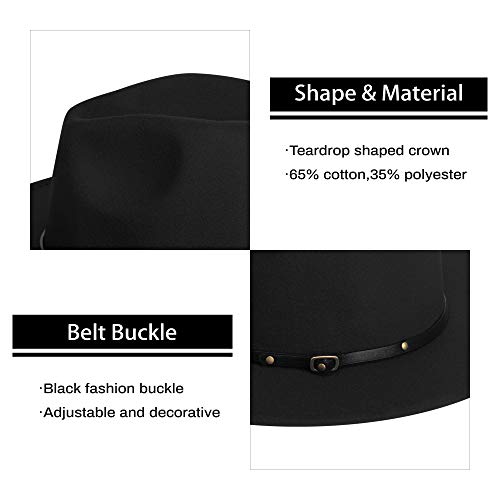 Shape & Material
·Teardrop shaped crown
·65% cotton,35% polyester
Belt Buckle
·Black fashion buckle
·Adjustable and decorative